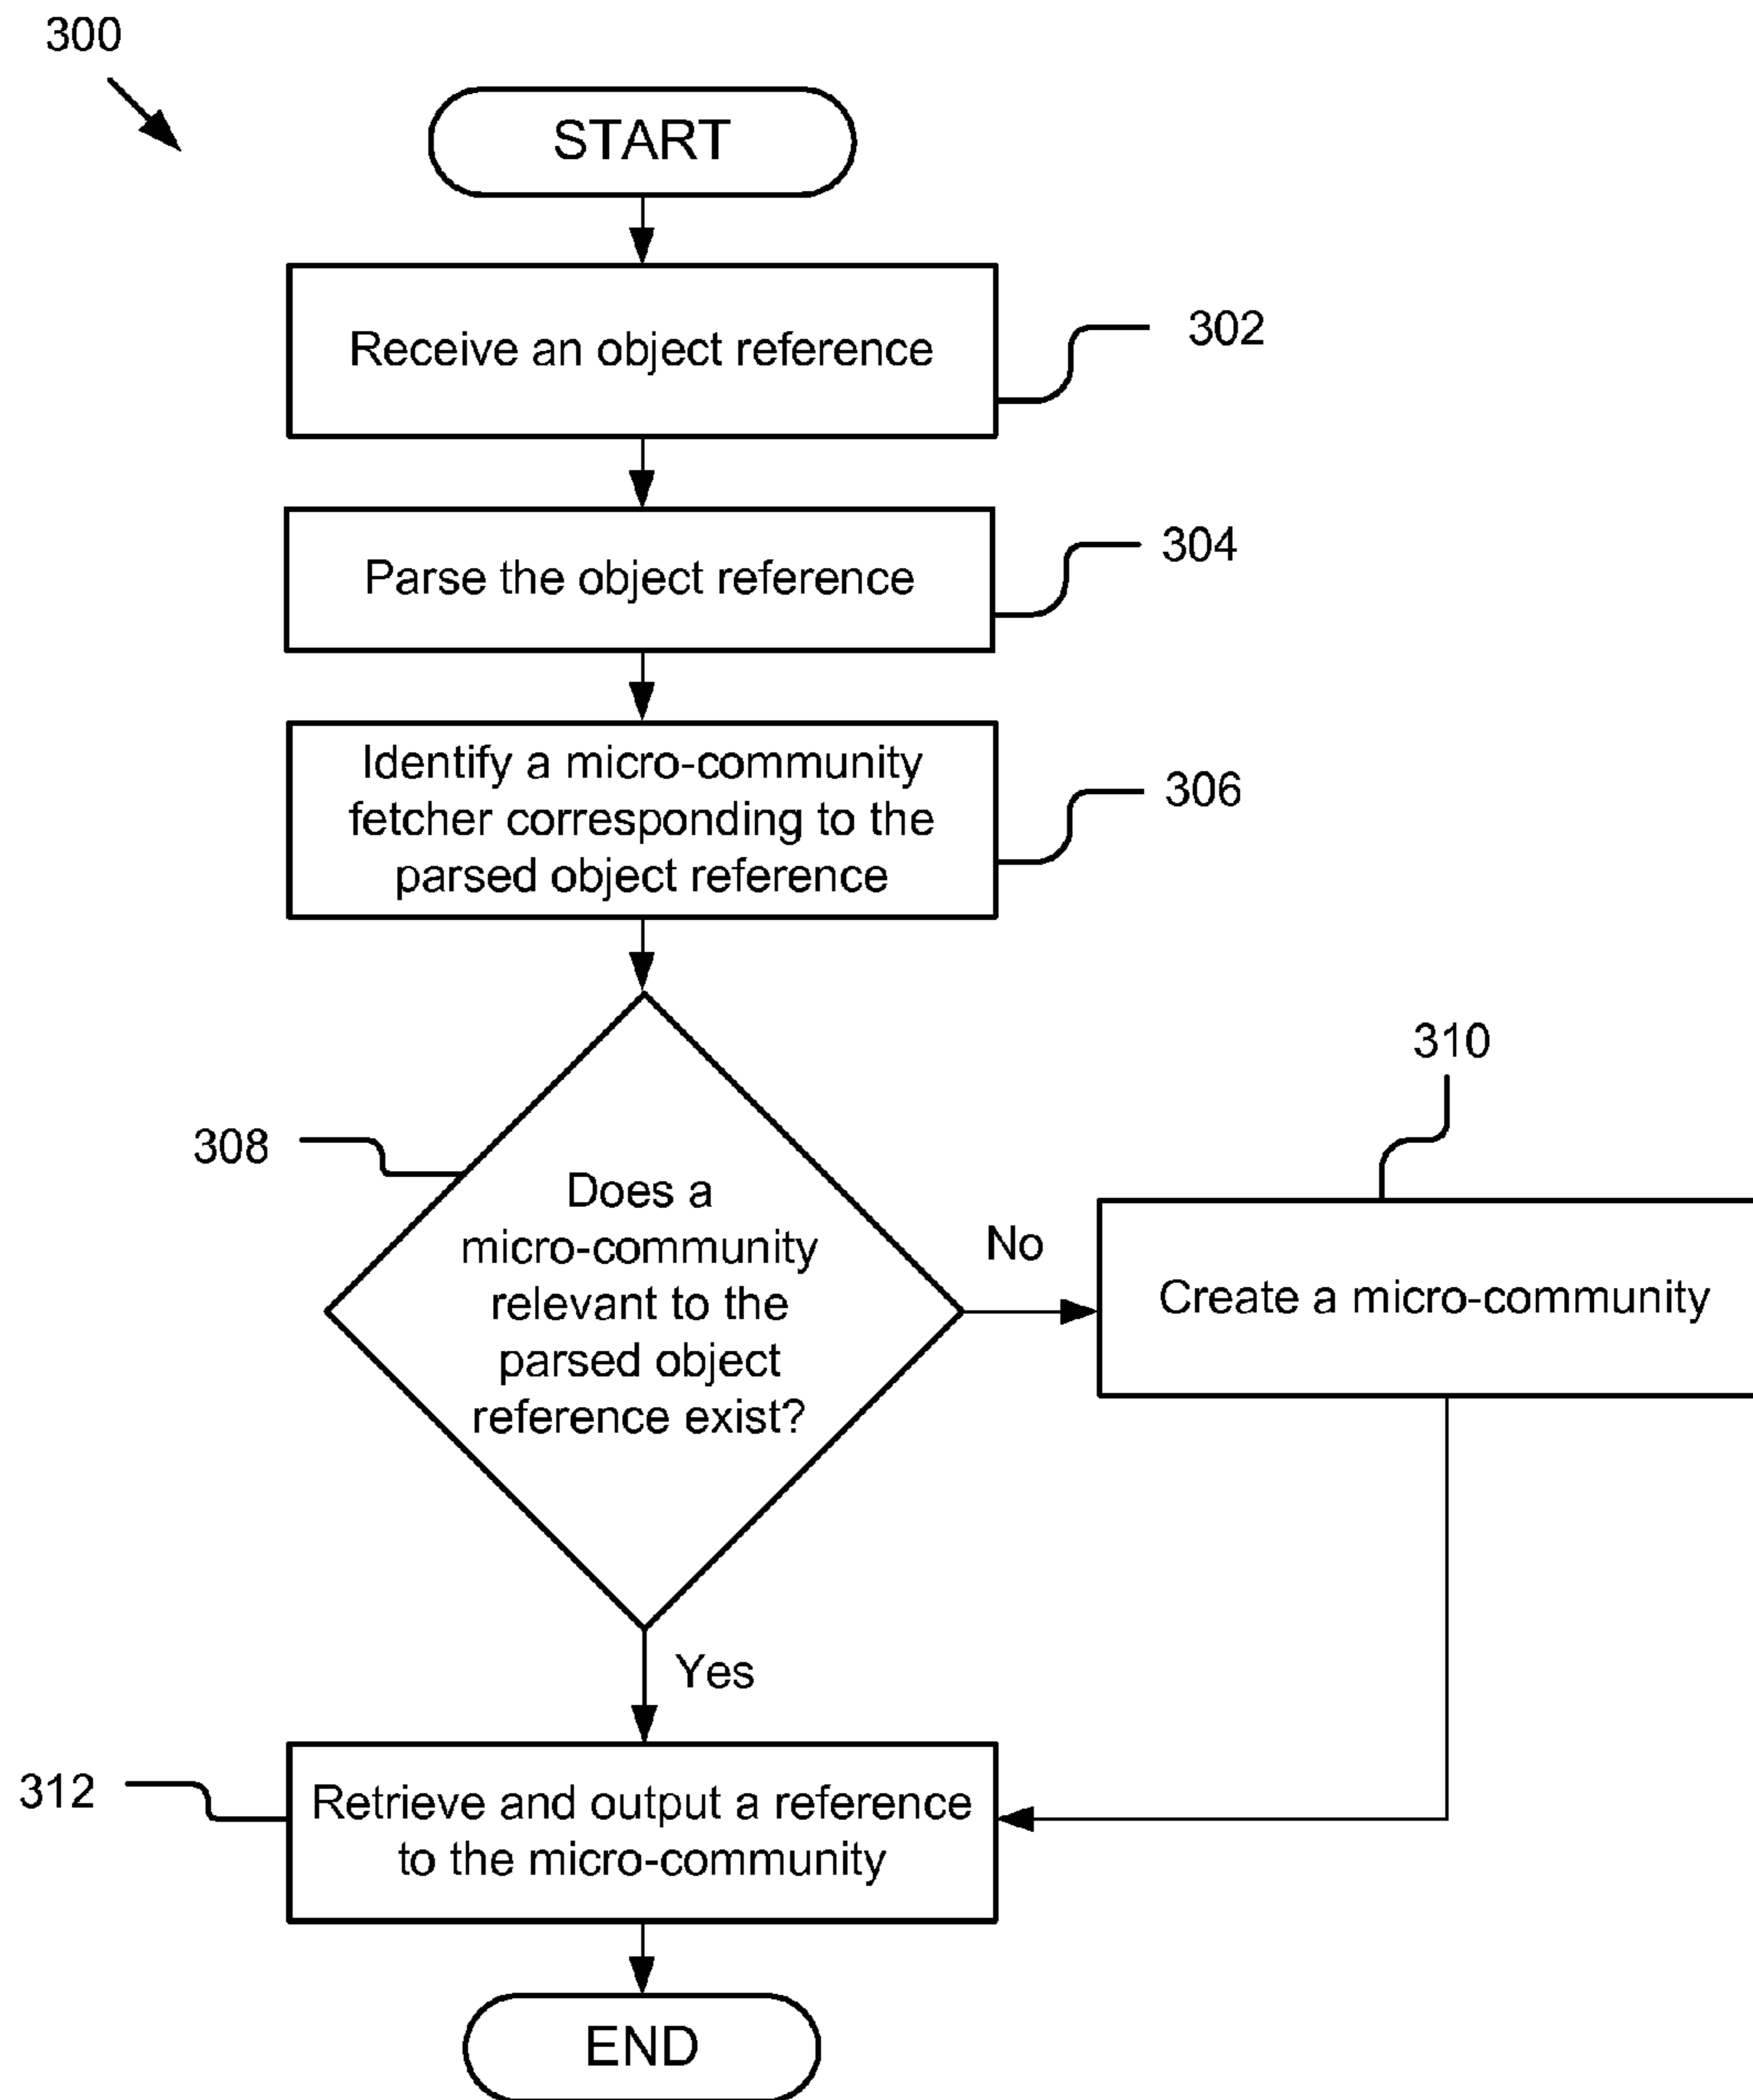 300
START
Receive an object reference
302
Parse the object reference
304
Identify a micro-community
fetcher corresponding to the
parsed object reference
306
308
Does a
micro-community
relevant to the
parsed object
reference exist?
No
310
Create a micro-community
Yes
312
Retrieve and output a reference
to the micro-community
END